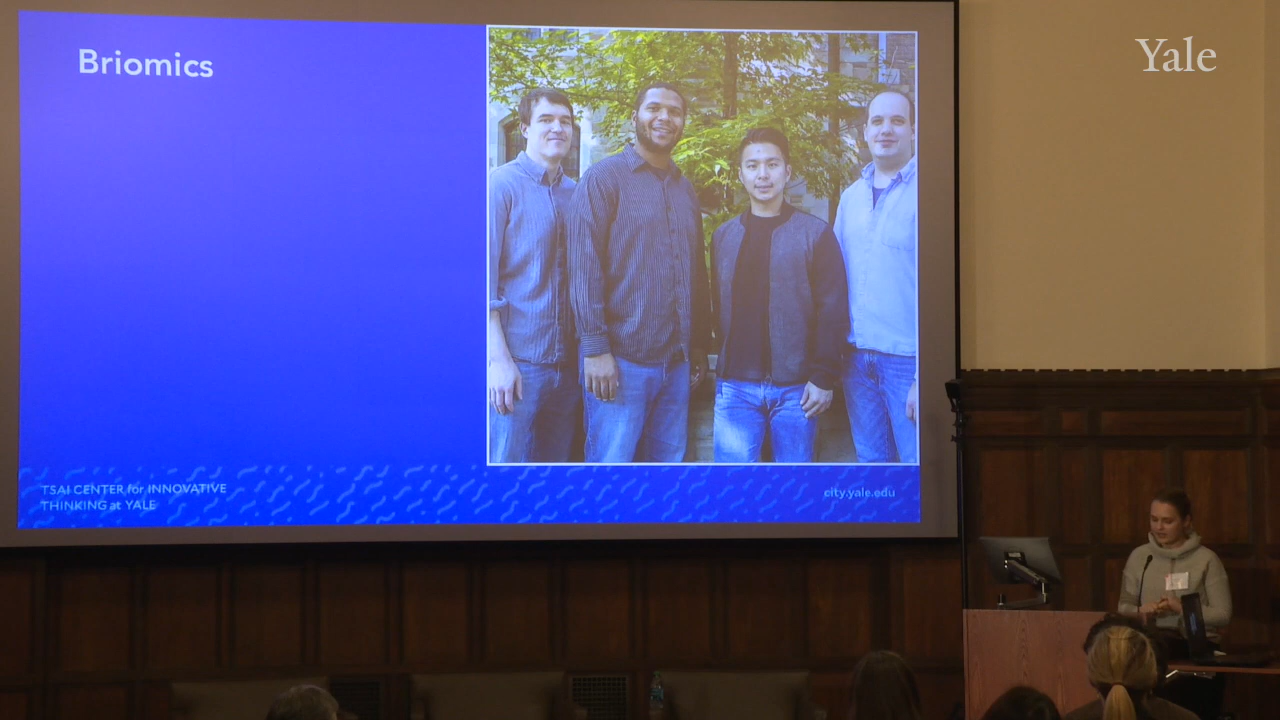 Briomics
Yale
TSAI CENTER for INNOVATIVE
THINKING at YALE
city.yale.edu